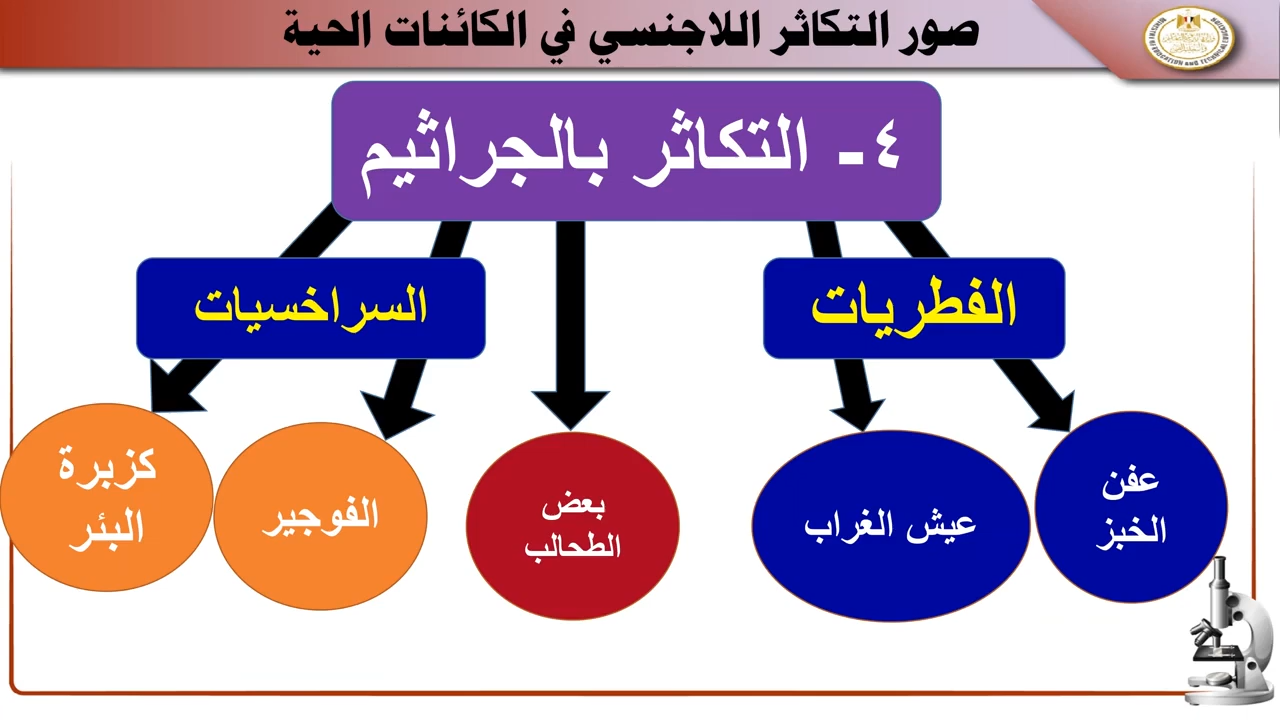 صور التكاثر اللاجنسي في الكائنات الحية
٤- التكاثر بالجراثيم
الفطريات
السراخسيات
عفن
الخبز
عيش الغراب
بعض
الطحالب
الفوجير
كزبرة
البئر